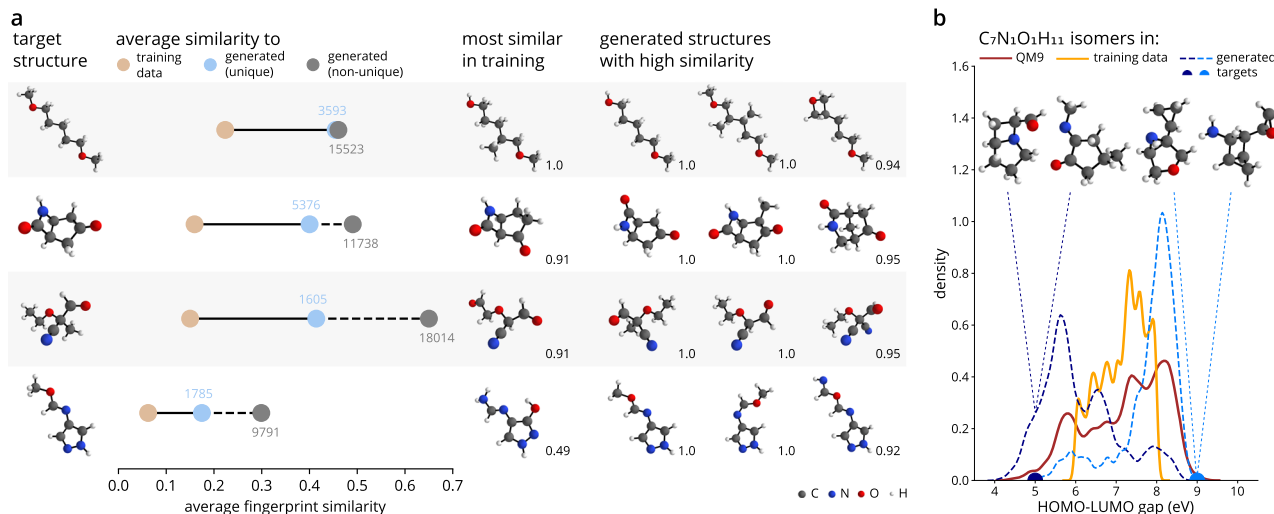 a
target structure
average similarity to
training data
generated (unique)
generated (non-unique)
most similar in training
generated structures with high similarity
3593
15523
1.0
1.0
1.0
0.94
5376
11738
0.91
1.0
1.0
0.95
1605
18014
0.91
1.0
1.0
0.95
1785
9791
0.49
1.0
1.0
0.92
0.0 0.1 0.2 0.3 0.4 0.5 0.6 0.7
average fingerprint similarity
C N O H
b
C₇N₁O₁H₁₁ isomers in:
QM9
training data
generated
targets
1.6
1.4
1.2
1.0
0.8
0.6
0.4
0.2
0.0
density
4 5 6 7 8 9 10
HOMO-LUMO gap (eV)